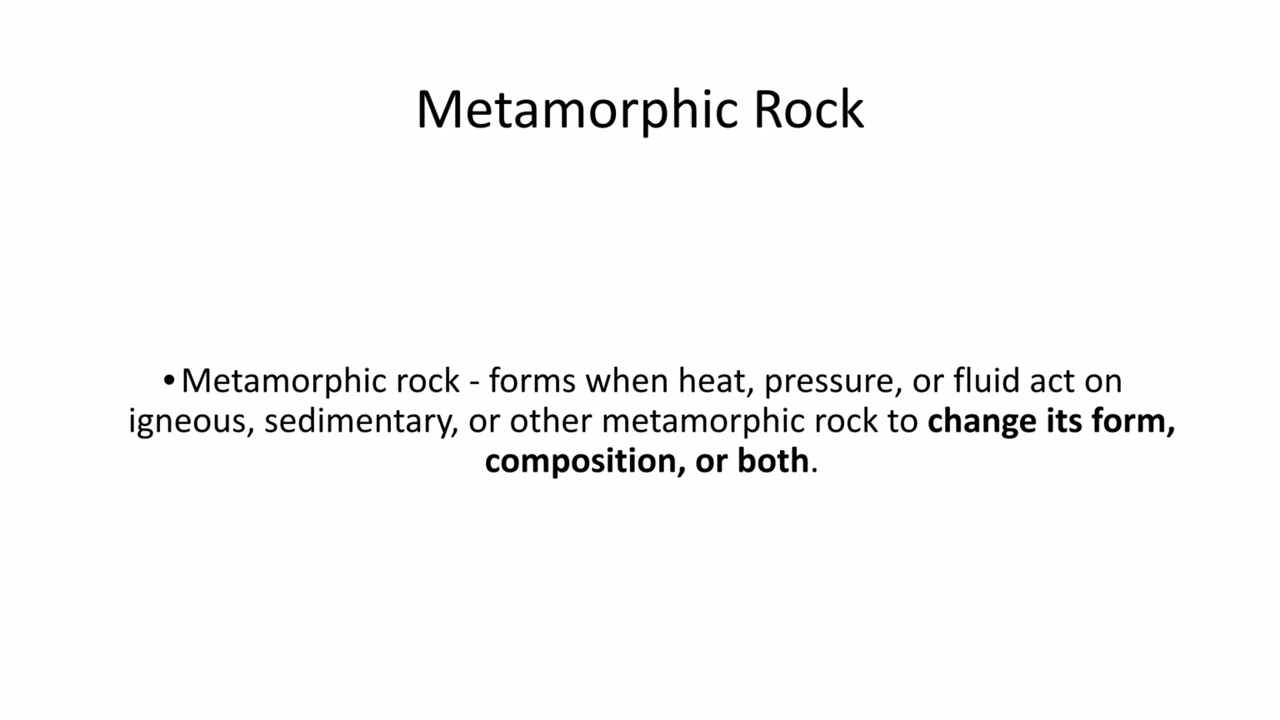 Metamorphic Rock
•Metamorphic rock - forms when heat, pressure, or fluid act on
igneous, sedimentary, or other metamorphic rock to change its form,
composition, or both.